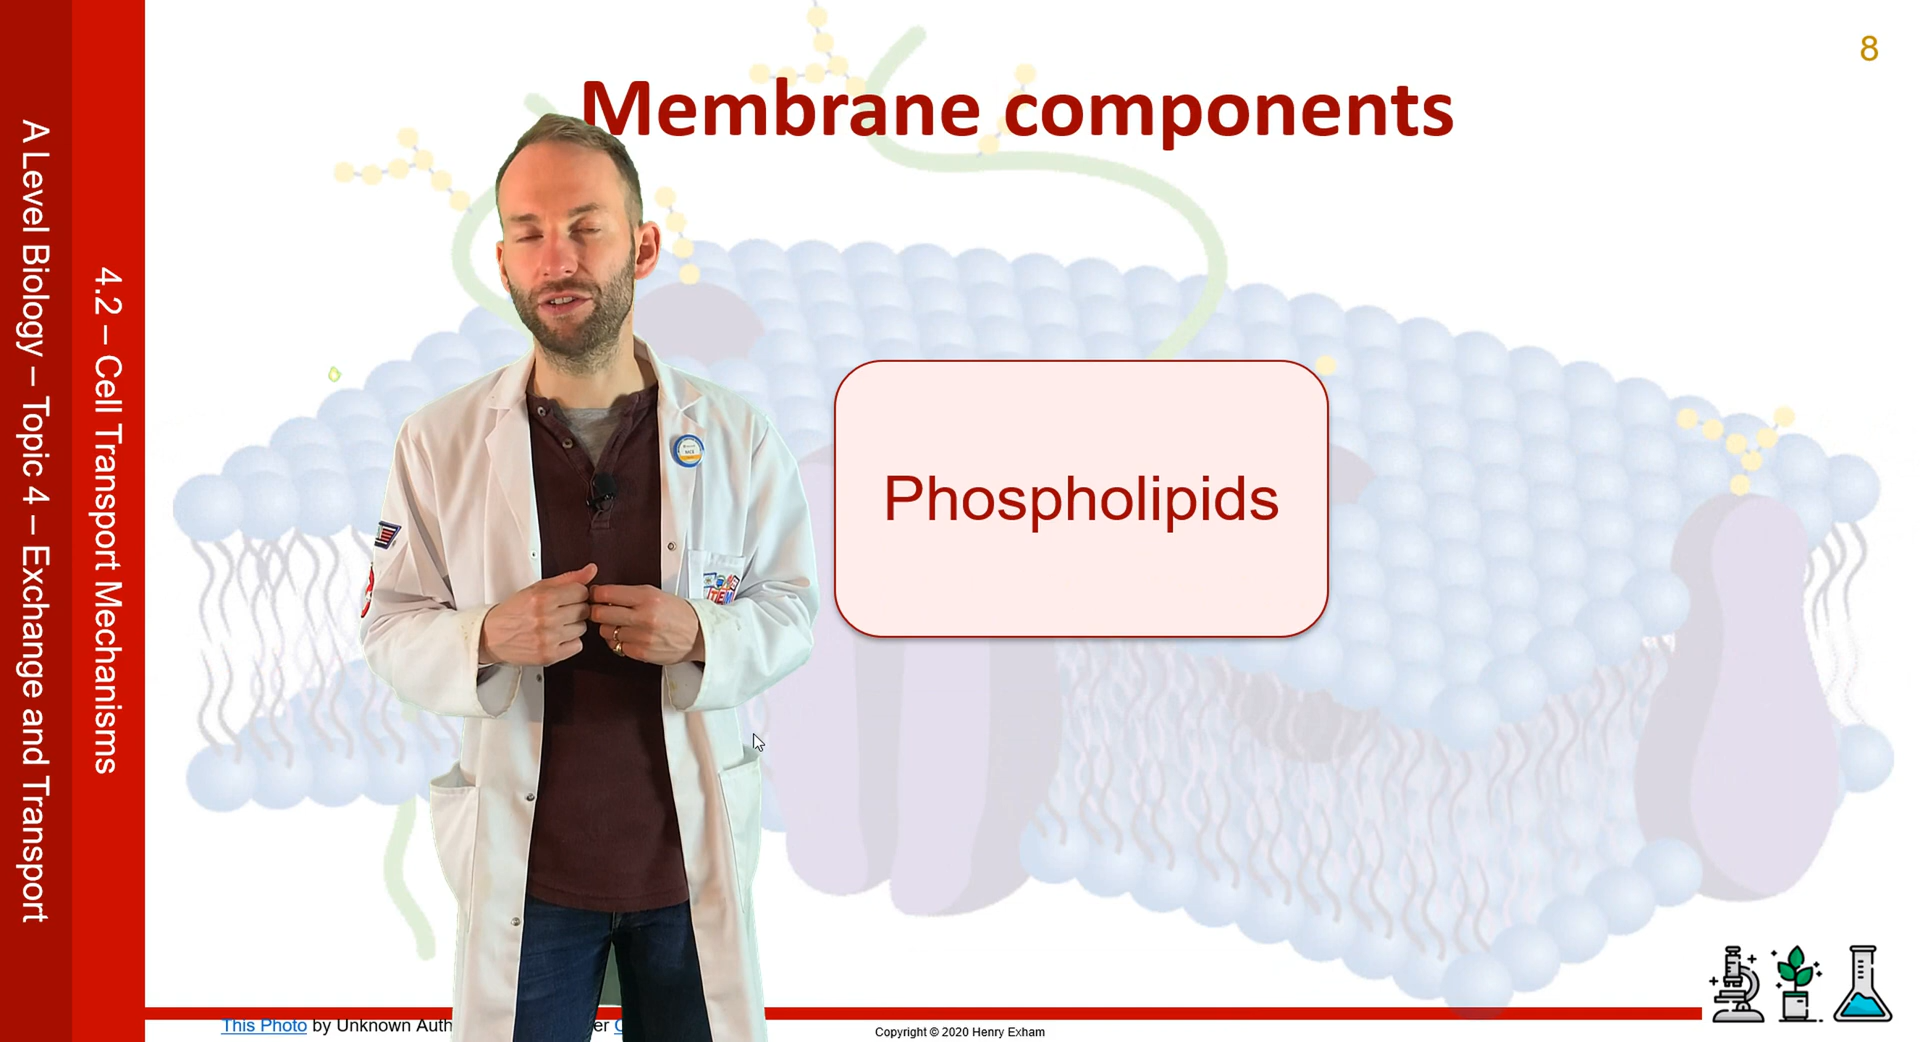 8
Membrane components
A Level Biology – Topic 4 – Exchange and Transport
4.2 – Cell Transport Mechanisms
Phospholipids
This Photo by Unknown
Copyright © 2020 Henry Exham